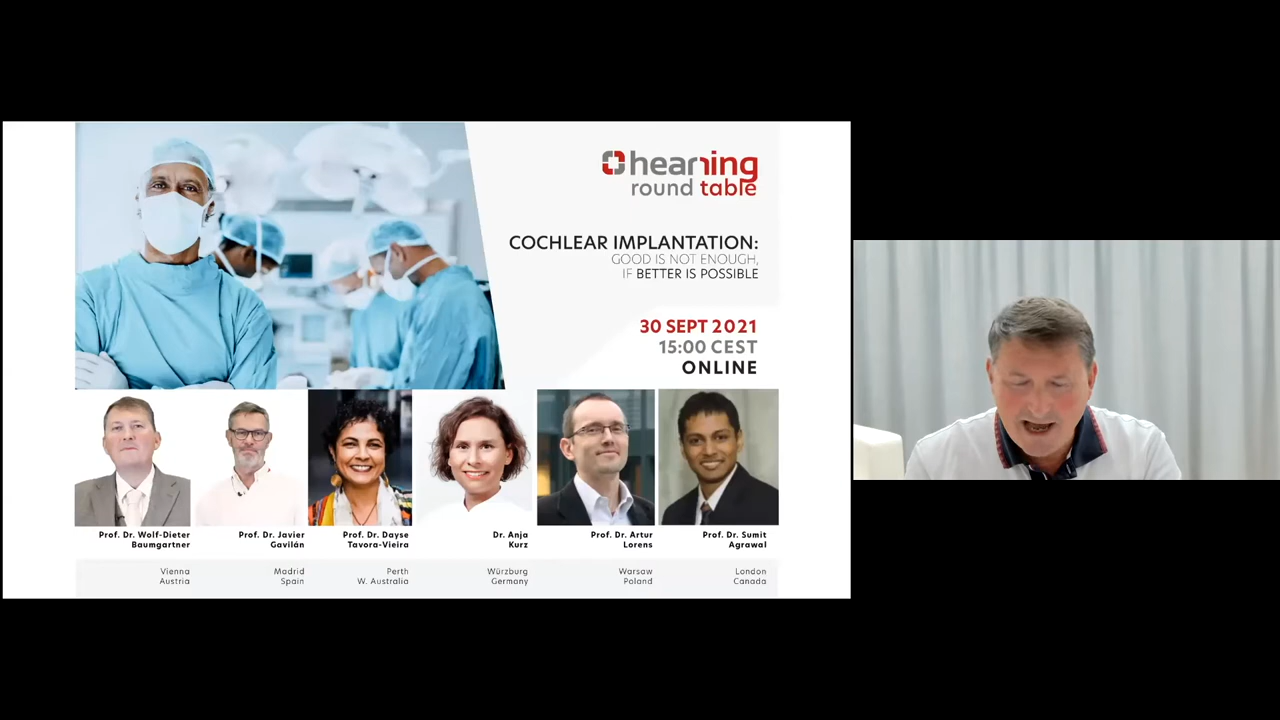 hearring
round table
COCHLEAR IMPLANTATION:
GOOD IS NOT ENOUGH,
IF BETTER IS POSSIBLE
30 SEPT 2021
15:00 CEST
ONLINE
Prof. Dr. Wolf-Dieter
Baumgartner
Vienna
Austria
Prof. Dr. Javier
Gavilán
Madrid
Spain
Prof. Dr. Dayse
Tavora-Vieira
Perth
W. Australia
Dr. Anja
Kurz
Würzburg
Germany
Prof. Dr. Artur
Lorens
Warsaw
Poland
Prof. Dr. Sumit
Agrawal
London
Canada